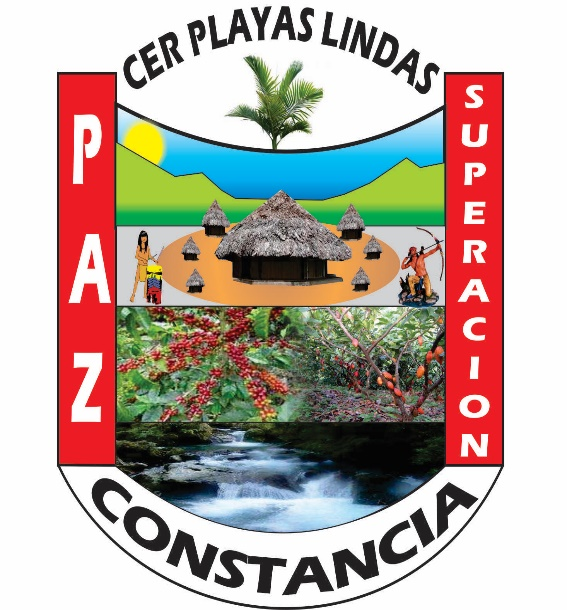 CER PLAYAS LINDAS
PAZ
SUPERACION
CONSTANCIA